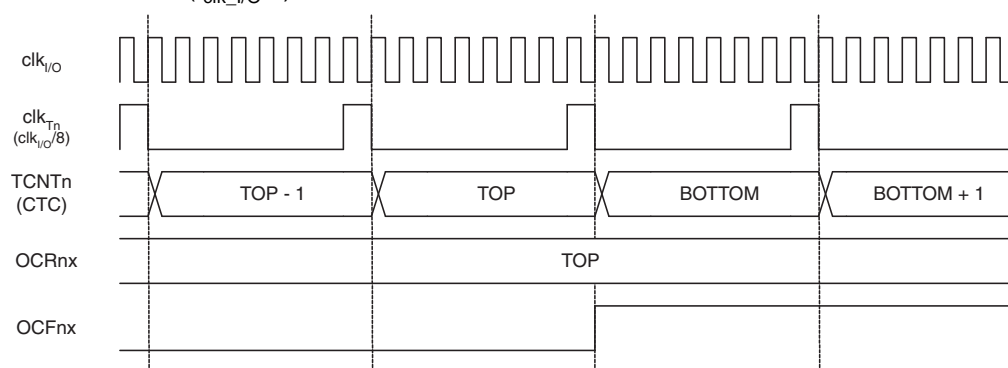 clkI/O
clkTn
(clkI/O/8)
TCNTn
(CTC)
TOP - 1
TOP
BOTTOM
BOTTOM + 1
OCRnx
TOP
OCFnx